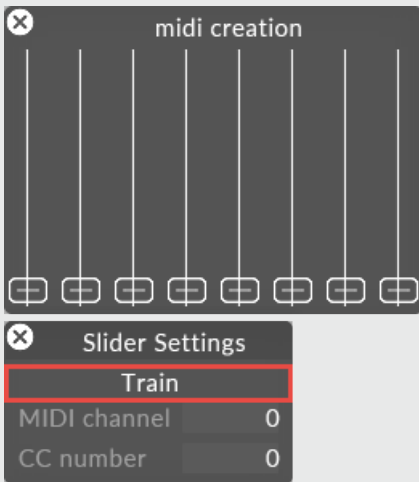 midi creation
Slider Settings
Train
MIDI channel 0
CC number 0